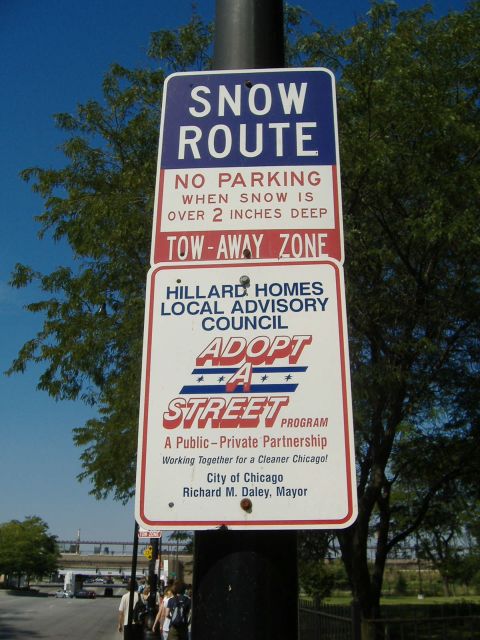 SNOW
ROUTE
NO PARKING
WHEN SNOW IS
OVER 2 INCHES DEEP
TOW-AWAY ZONE
HILLARD HOMES
LOCAL ADVISORY
COUNCIL
ADOPT
A
STREET PROGRAM
A Public-Private Partnership
Working Together for a Cleaner Chicago!
City of Chicago
Richard M. Daley, Mayor